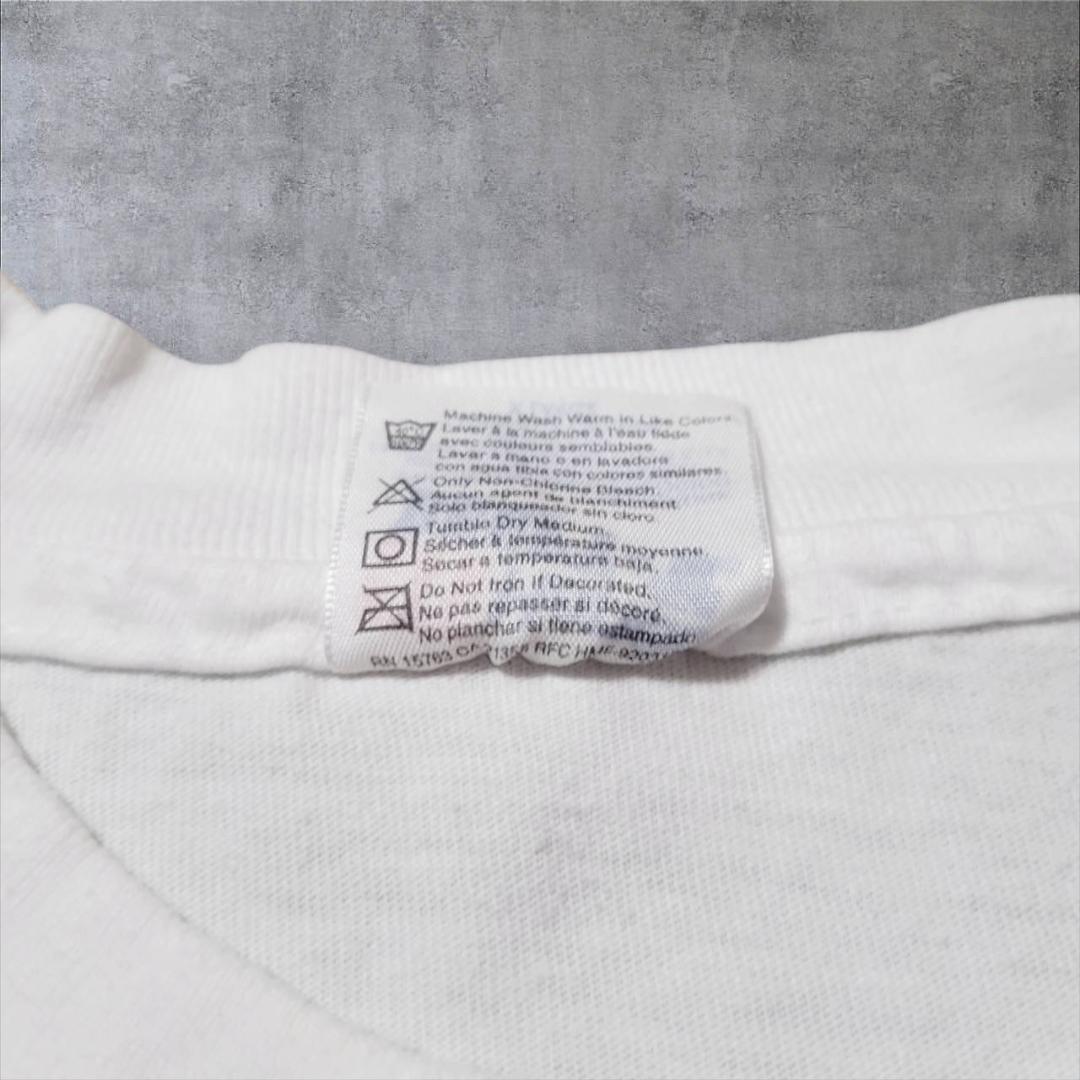 Machine Wash Warm in Like Colors.
Laver à la machine à l'eau tiède
avec couleurs semblables.
Lavar a mano o en lavadora
con agua tibia con colores similares.
Only Non-Chlorine Bleach.
Aucun agent de blanchiment.
Solo blanqueador sin cloro.
Tumble Dry Medium.
Sécher à température moyenne.
Secar a temperatura baja.
Do Not Iron If Decorated.
Ne pas repasser si décoré.
No planchar si tiene estampado
RN 15763 RFC